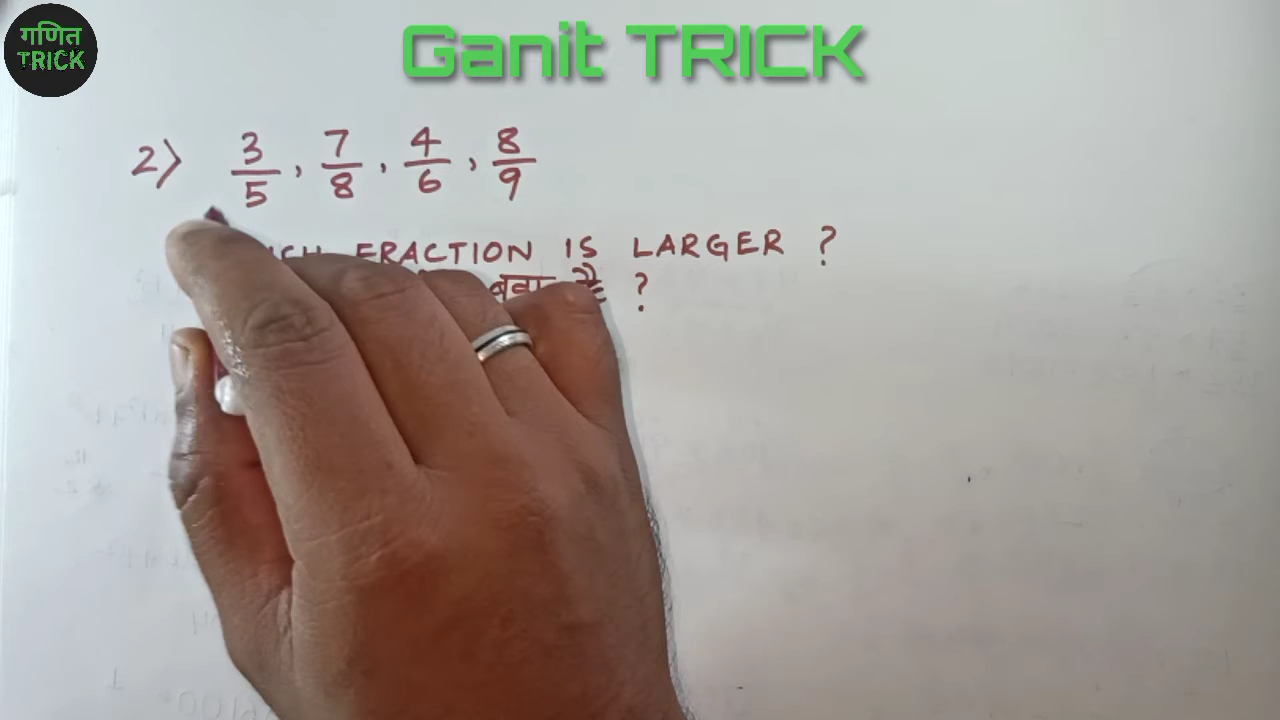 गणित
TRICK
Ganit TRICK
2> 3/5, 7/8, 4/6, 8/9
FRACTION IS LARGER ?
है ?